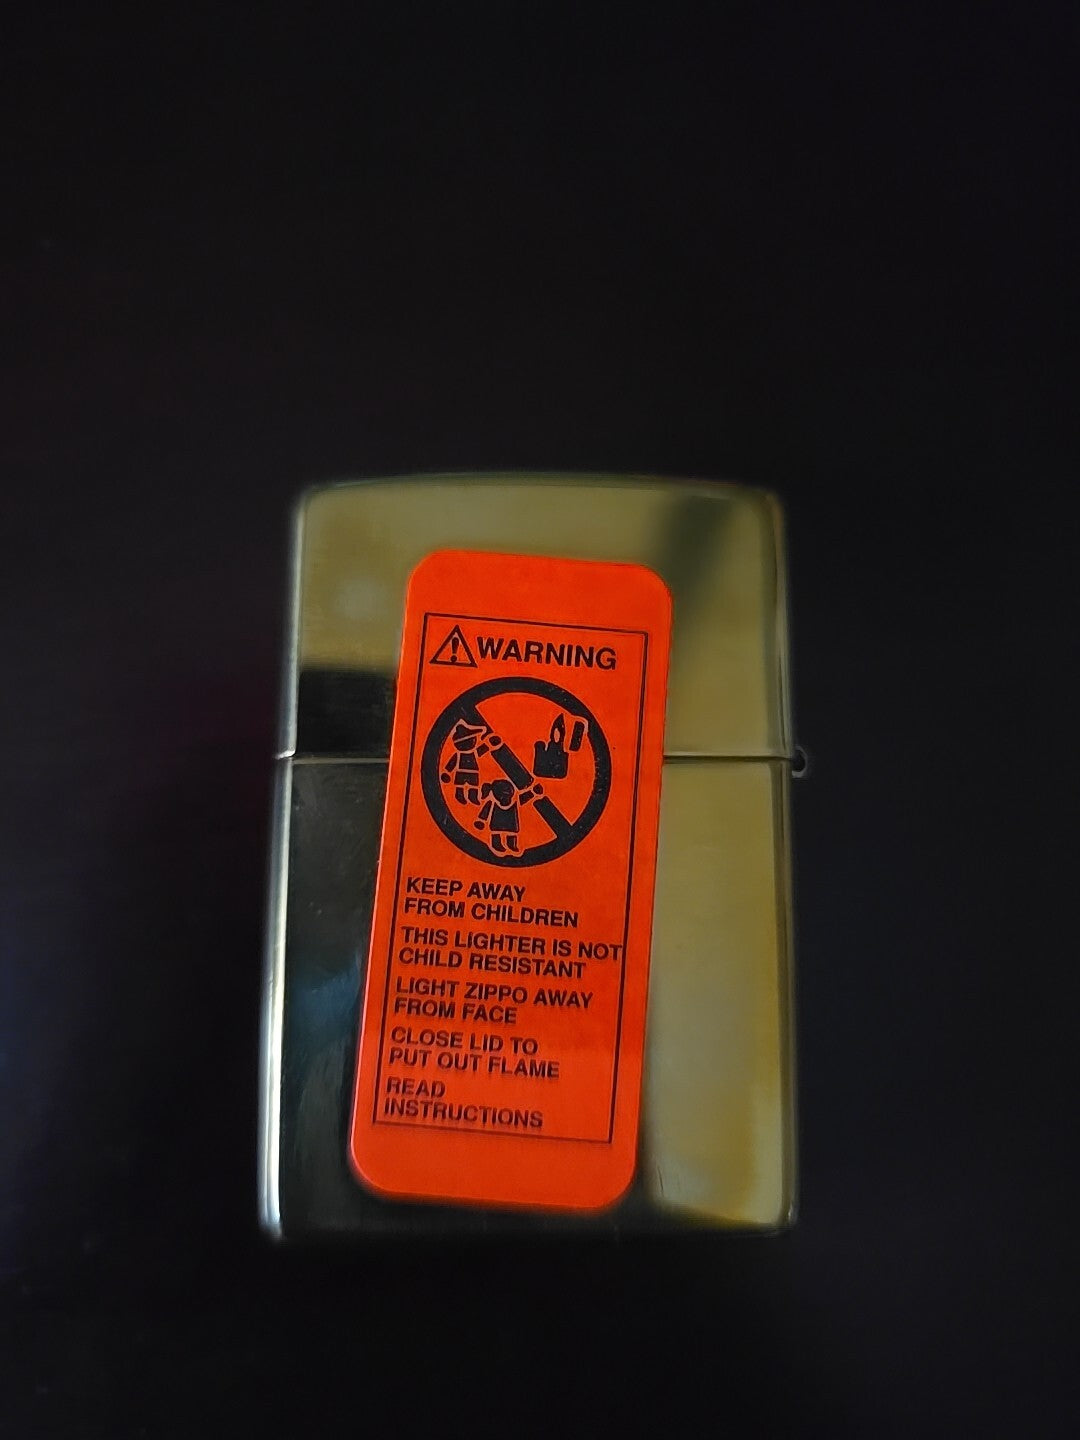 WARNING
KEEP AWAY
FROM CHILDREN
THIS LIGHTER IS NOT
CHILD RESISTANT
LIGHT ZIPPO AWAY
FROM FACE
CLOSE LID TO
PUT OUT FLAME
READ
INSTRUCTIONS